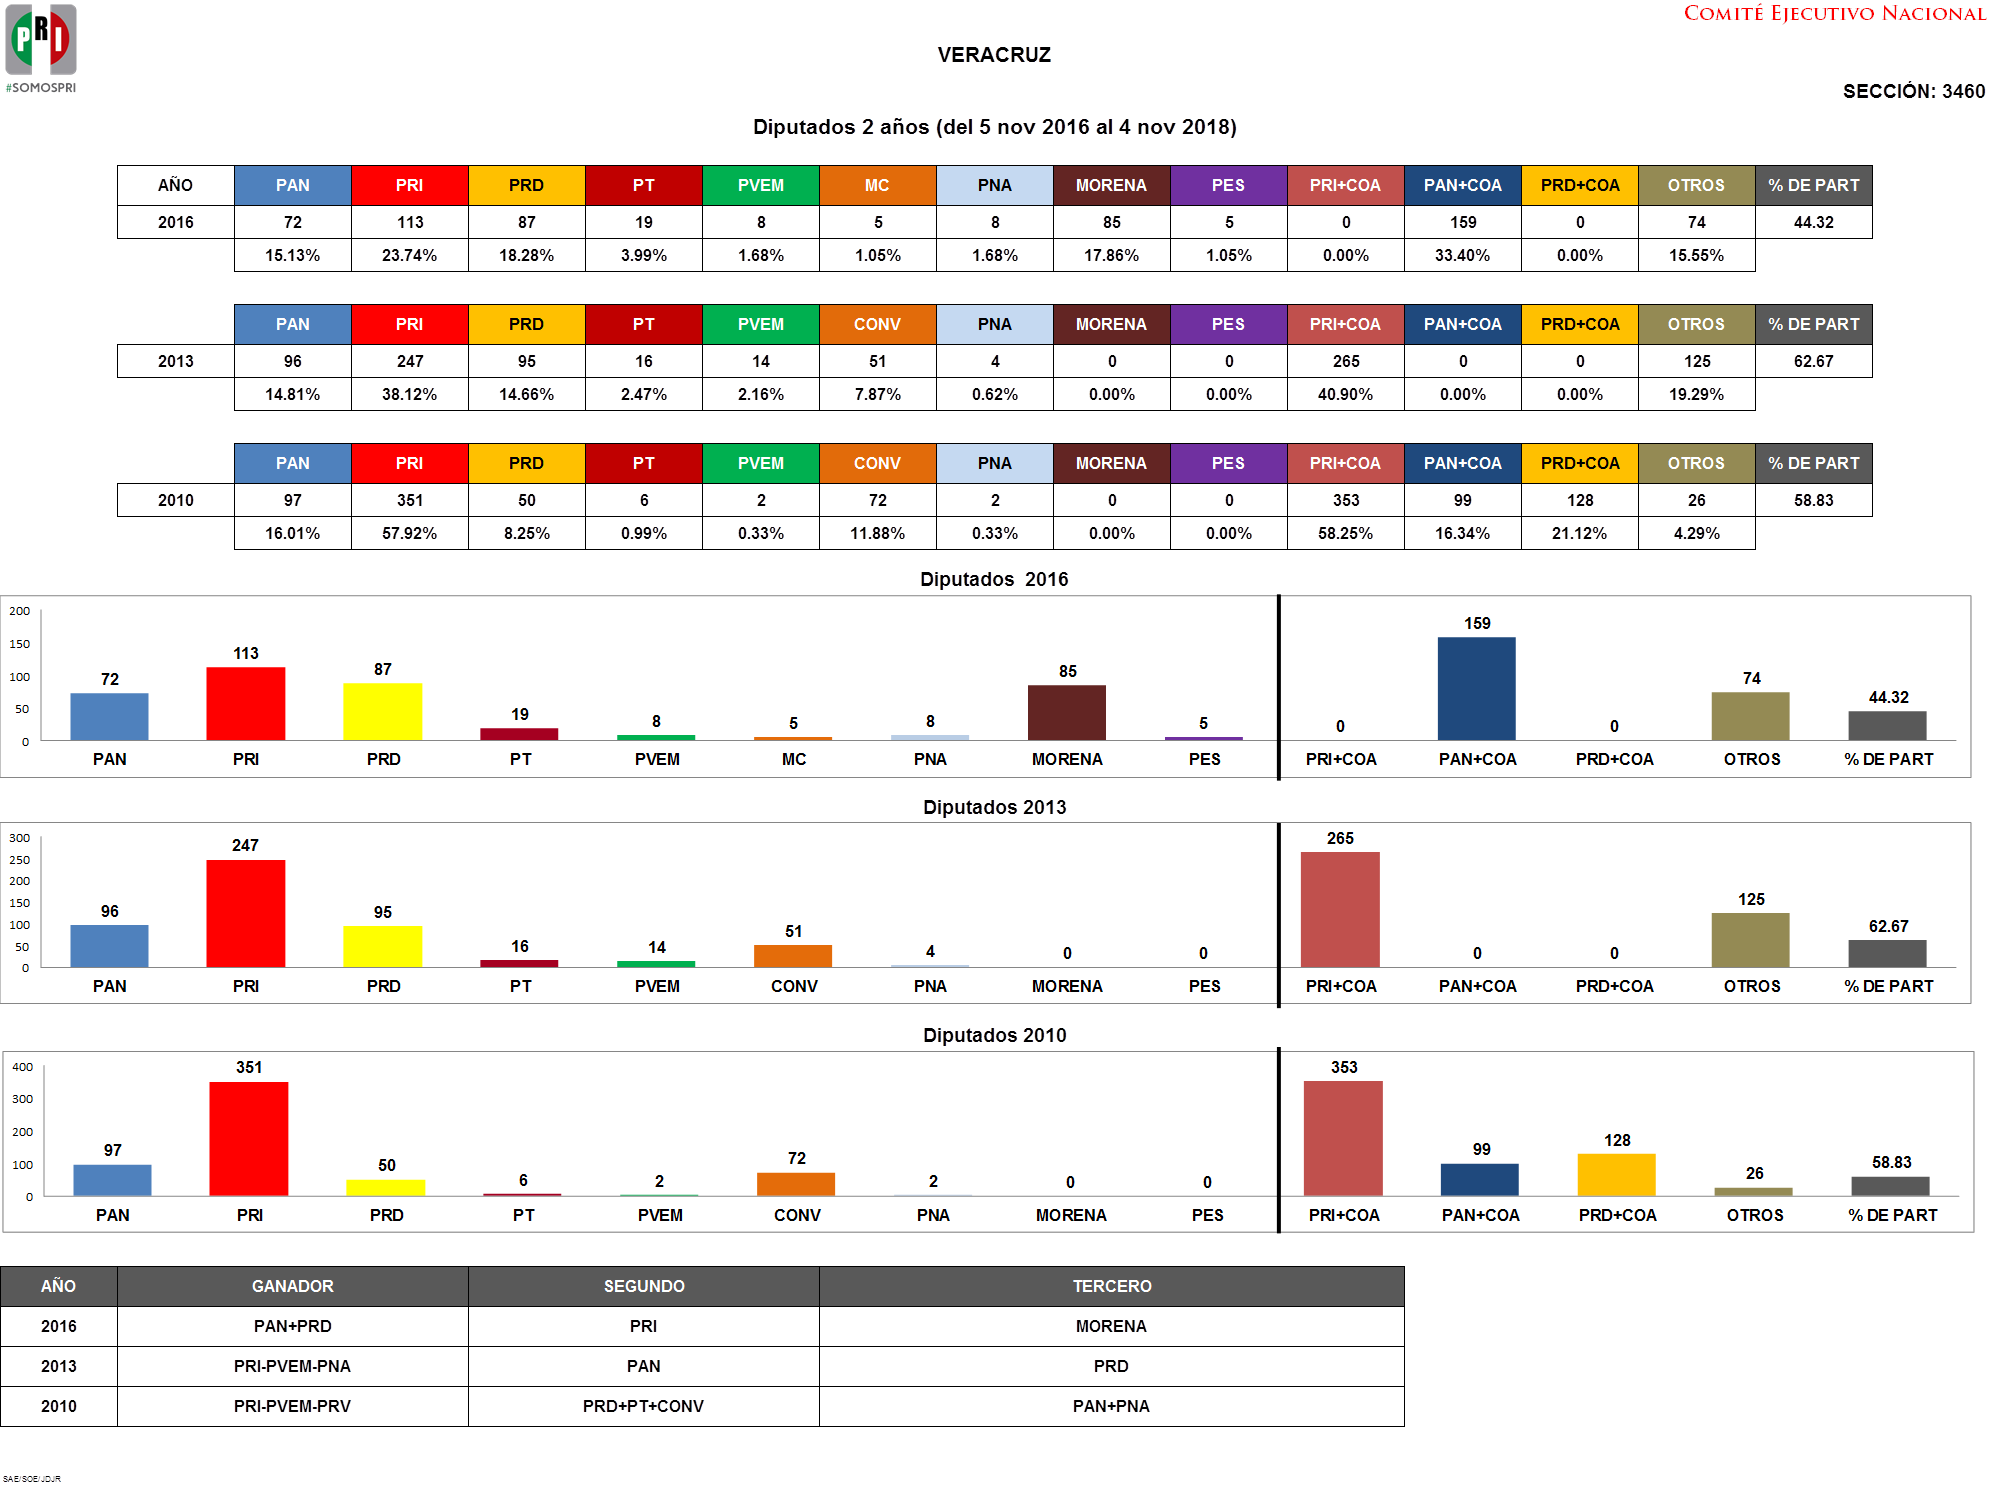 PRI
#SOMOSPRI
COMITÉ EJECUTIVO NACIONAL
VERACRUZ
SECCIÓN: 3460
Diputados 2 años (del 5 nov 2016 al 4 nov 2018)
AÑO PAN PRI PRD PT PVEM MC PNA MORENA PES PRI+COA PAN+COA PRD+COA OTROS % DE PART
2016 72 113 87 19 8 5 8 85 5 0 159 0 74 44.32
15.13% 23.74% 18.28% 3.99% 1.68% 1.05% 1.68% 17.86% 1.05% 0.00% 33.40% 0.00% 15.55%
PAN PRI PRD PT PVEM CONV PNA MORENA PES PRI+COA PAN+COA PRD+COA OTROS % DE PART
2013 96 247 95 16 14 51 4 0 0 265 0 0 125 62.67
14.81% 38.12% 14.66% 2.47% 2.16% 7.87% 0.62% 0.00% 0.00% 40.90% 0.00% 0.00% 19.29%
PAN PRI PRD PT PVEM CONV PNA MORENA PES PRI+COA PAN+COA PRD+COA OTROS % DE PART
2010 97 351 50 6 2 72 2 0 0 353 99 128 26 58.83
16.01% 57.92% 8.25% 0.99% 0.33% 11.88% 0.33% 0.00% 0.00% 58.25% 16.34% 21.12% 4.29%
Diputados 2016
200
150
100
50
0
72 113 87 19 8 5 8 85 5 0 159 0 74 44.32
PAN PRI PRD PT PVEM MC PNA MORENA PES PRI+COA PAN+COA PRD+COA OTROS % DE PART
Diputados 2013
300
250
200
150
100
50
0
96 247 95 16 14 51 4 0 0 265 0 0 125 62.67
PAN PRI PRD PT PVEM CONV PNA MORENA PES PRI+COA PAN+COA PRD+COA OTROS % DE PART
Diputados 2010
400
300
200
100
0
97 351 50 6 2 72 2 0 0 353 99 128 26 58.83
PAN PRI PRD PT PVEM CONV PNA MORENA PES PRI+COA PAN+COA PRD+COA OTROS % DE PART
AÑO GANADOR SEGUNDO TERCERO
2016 PAN+PRD PRI MORENA
2013 PRI-PVEM-PNA PAN PRD
2010 PRI-PVEM-PRV PRD+PT+CONV PAN+PNA
SAE/SOE/JDJR